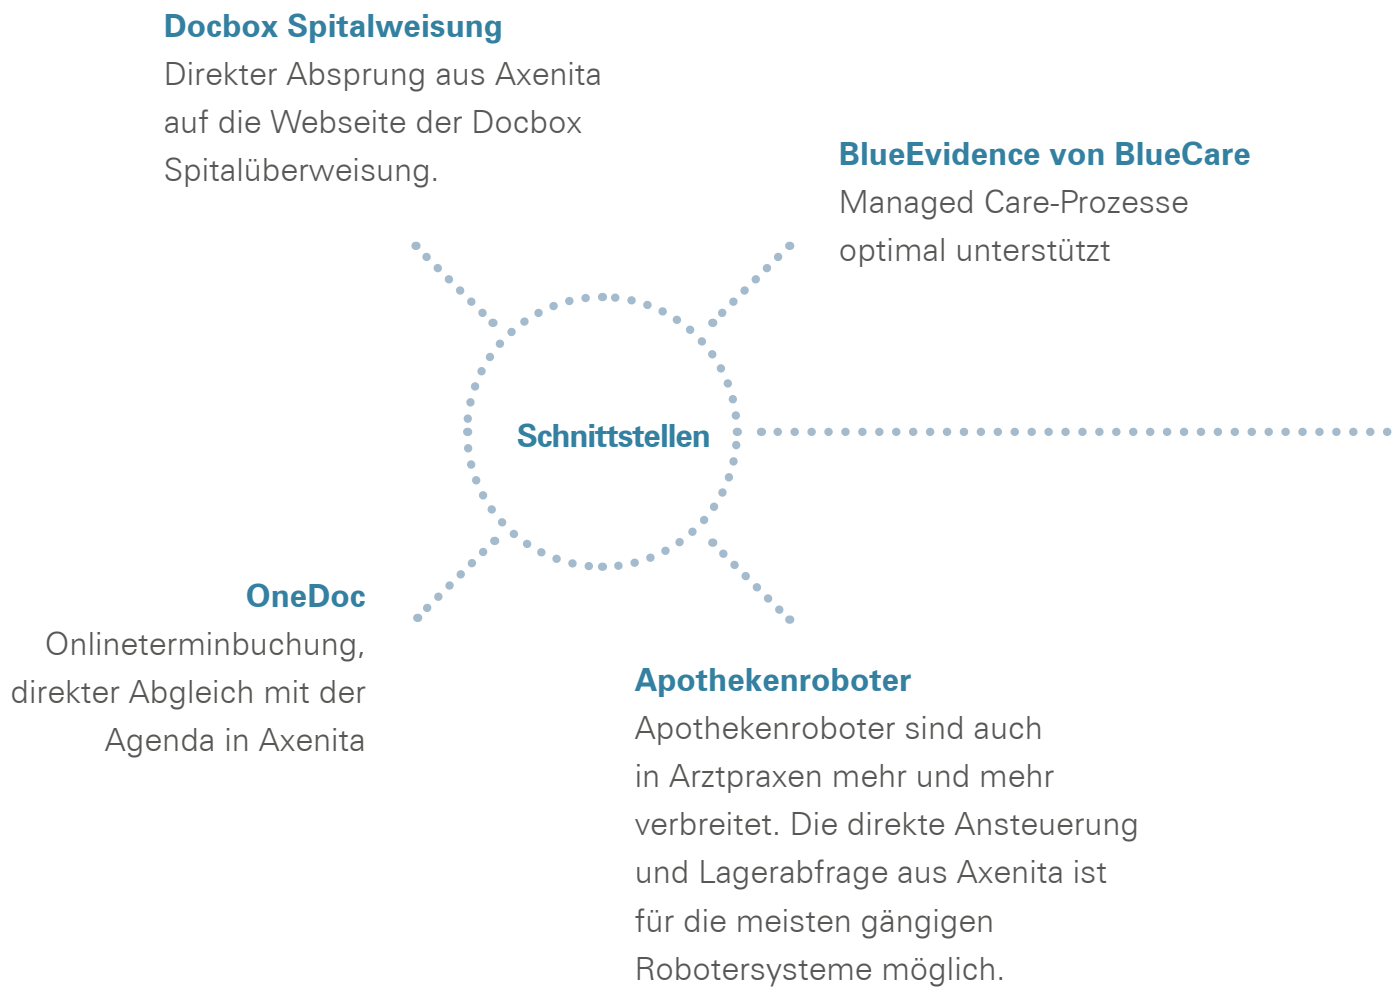 Docbox Spitalweisung
Direkter Absprung aus Axenita
auf die Webseite der Docbox
Spitalüberweisung.
BlueEvidence von BlueCare
Managed Care-Prozesse
optimal unterstützt
Schnittstellen
OneDoc
Onlineterminbuchung,
direkter Abgleich mit der
Agenda in Axenita
Apothekenroboter
Apothekenroboter sind auch
in Arztpraxen mehr und mehr
verbreitet. Die direkte Ansteuerung
und Lagerabfrage aus Axenita ist
für die meisten gängigen
Robotersysteme möglich.